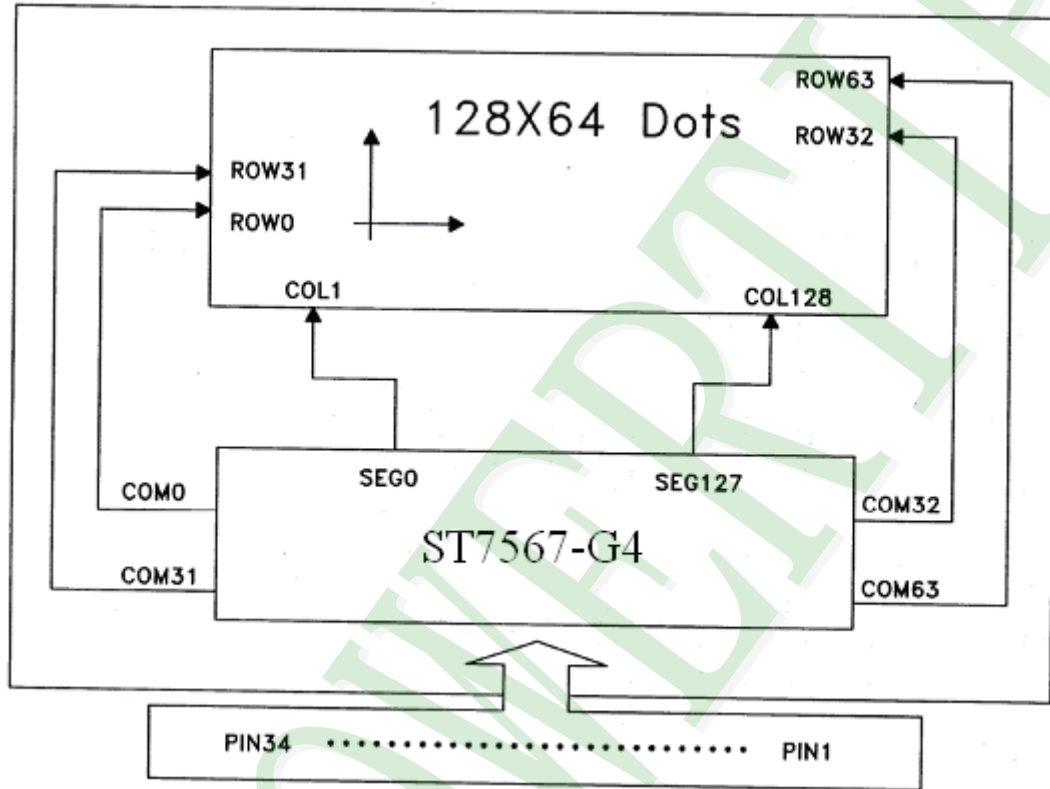 ROW63
128X64 Dots
ROW32
ROW31
ROW0
COL1
COL128
SEG0
SEG127
COM0
COM32
ST7567-G4
COM31
COM63
PIN34
PIN1